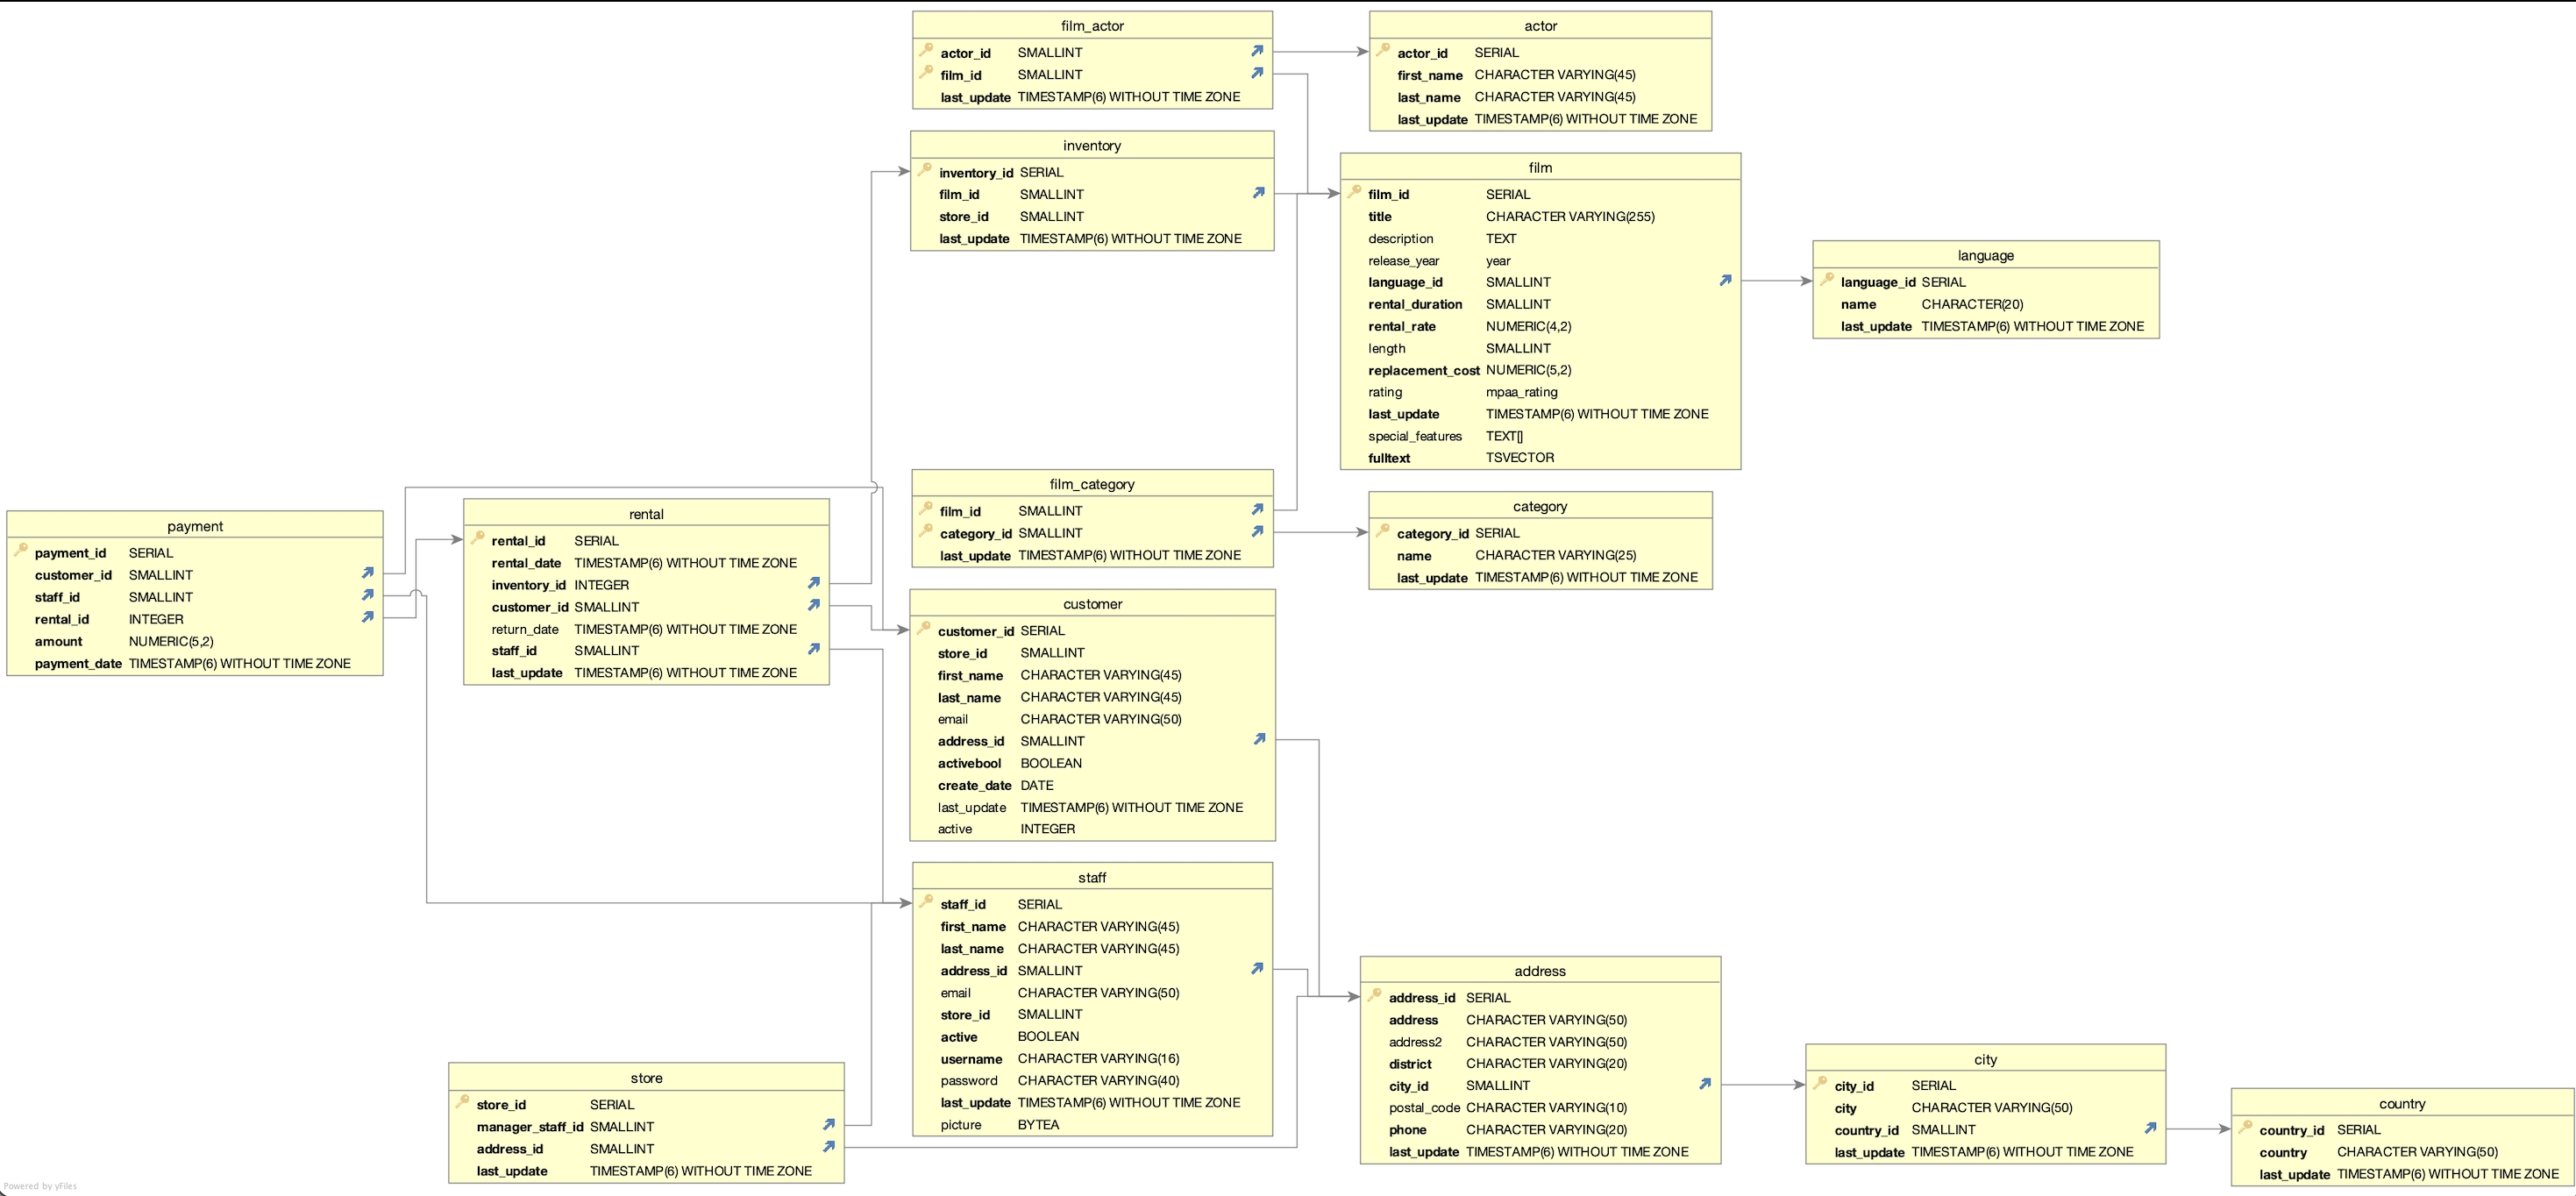 film_actor
actor_id SMALLINT
film_id SMALLINT
last_update TIMESTAMP(6) WITHOUT TIME ZONE
actor
actor_id SERIAL
first_name CHARACTER VARYING(45)
last_name CHARACTER VARYING(45)
last_update TIMESTAMP(6) WITHOUT TIME ZONE
inventory
inventory_id SERIAL
film_id SMALLINT
store_id SMALLINT
last_update TIMESTAMP(6) WITHOUT TIME ZONE
film
film_id SERIAL
title CHARACTER VARYING(255)
description TEXT
release_year year
language_id SMALLINT
rental_duration SMALLINT
rental_rate NUMERIC(4,2)
length SMALLINT
replacement_cost NUMERIC(5,2)
rating mpaa_rating
last_update TIMESTAMP(6) WITHOUT TIME ZONE
special_features TEXT[]
fulltext TSVECTOR
language
language_id SERIAL
name CHARACTER(20)
last_update TIMESTAMP(6) WITHOUT TIME ZONE
film_category
film_id SMALLINT
category_id SMALLINT
last_update TIMESTAMP(6) WITHOUT TIME ZONE
category
category_id SERIAL
name CHARACTER VARYING(25)
last_update TIMESTAMP(6) WITHOUT TIME ZONE
payment
payment_id SERIAL
customer_id SMALLINT
staff_id SMALLINT
rental_id INTEGER
amount NUMERIC(5,2)
payment_date TIMESTAMP(6) WITHOUT TIME ZONE
rental
rental_id SERIAL
rental_date TIMESTAMP(6) WITHOUT TIME ZONE
inventory_id INTEGER
customer_id SMALLINT
return_date TIMESTAMP(6) WITHOUT TIME ZONE
staff_id SMALLINT
last_update TIMESTAMP(6) WITHOUT TIME ZONE
customer
customer_id SERIAL
store_id SMALLINT
first_name CHARACTER VARYING(45)
last_name CHARACTER VARYING(45)
email CHARACTER VARYING(50)
address_id SMALLINT
activebool BOOLEAN
create_date DATE
last_update TIMESTAMP(6) WITHOUT TIME ZONE
active INTEGER
staff
staff_id SERIAL
first_name CHARACTER VARYING(45)
last_name CHARACTER VARYING(45)
address_id SMALLINT
email CHARACTER VARYING(50)
store_id SMALLINT
active BOOLEAN
username CHARACTER VARYING(16)
password CHARACTER VARYING(40)
last_update TIMESTAMP(6) WITHOUT TIME ZONE
picture BYTEA
store
store_id SERIAL
manager_staff_id SMALLINT
address_id SMALLINT
last_update TIMESTAMP(6) WITHOUT TIME ZONE
address
address_id SERIAL
address CHARACTER VARYING(50)
address2 CHARACTER VARYING(50)
district CHARACTER VARYING(20)
city_id SMALLINT
postal_code CHARACTER VARYING(10)
phone CHARACTER VARYING(20)
last_update TIMESTAMP(6) WITHOUT TIME ZONE
city
city_id SERIAL
city CHARACTER VARYING(50)
country_id SMALLINT
last_update TIMESTAMP(6) WITHOUT TIME ZONE
country
country_id SERIAL
country CHARACTER VARYING(50)
last_update TIMESTAMP(6) WITHOUT TIME ZONE
Powered by yFiles